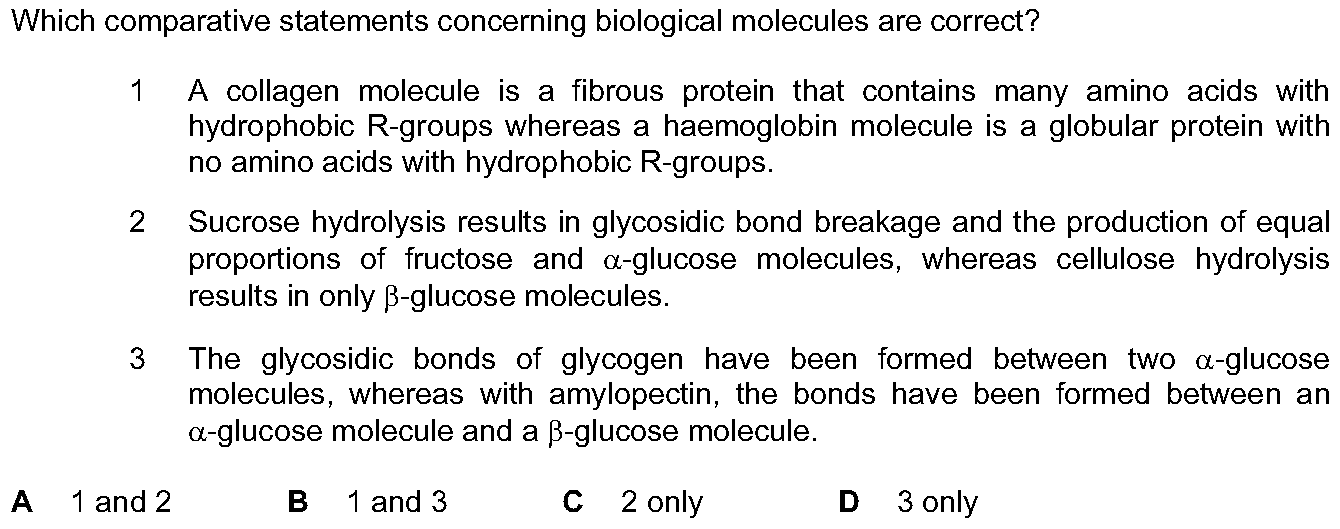 Which comparative statements concerning biological molecules are correct?
1 A collagen molecule is a fibrous protein that contains many amino acids with
hydrophobic R-groups whereas a haemoglobin molecule is a globular protein with
no amino acids with hydrophobic R-groups.
2 Sucrose hydrolysis results in glycosidic bond breakage and the production of equal
proportions of fructose and α-glucose molecules, whereas cellulose hydrolysis
results in only β-glucose molecules.
3 The glycosidic bonds of glycogen have been formed between two α-glucose
molecules, whereas with amylopectin, the bonds have been formed between an
α-glucose molecule and a β-glucose molecule.
A 1 and 2 B 1 and 3 C 2 only D 3 only